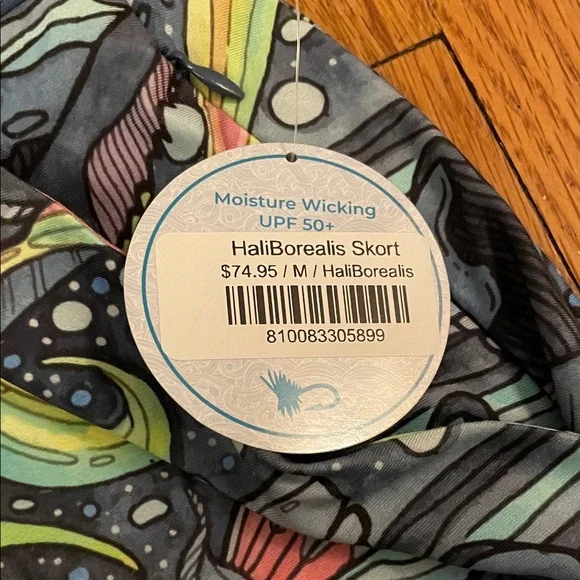 Moisture Wicking
UPF 50+
HaliBorealis Skort
$74.95 / M / HaliBorealis
810083305899